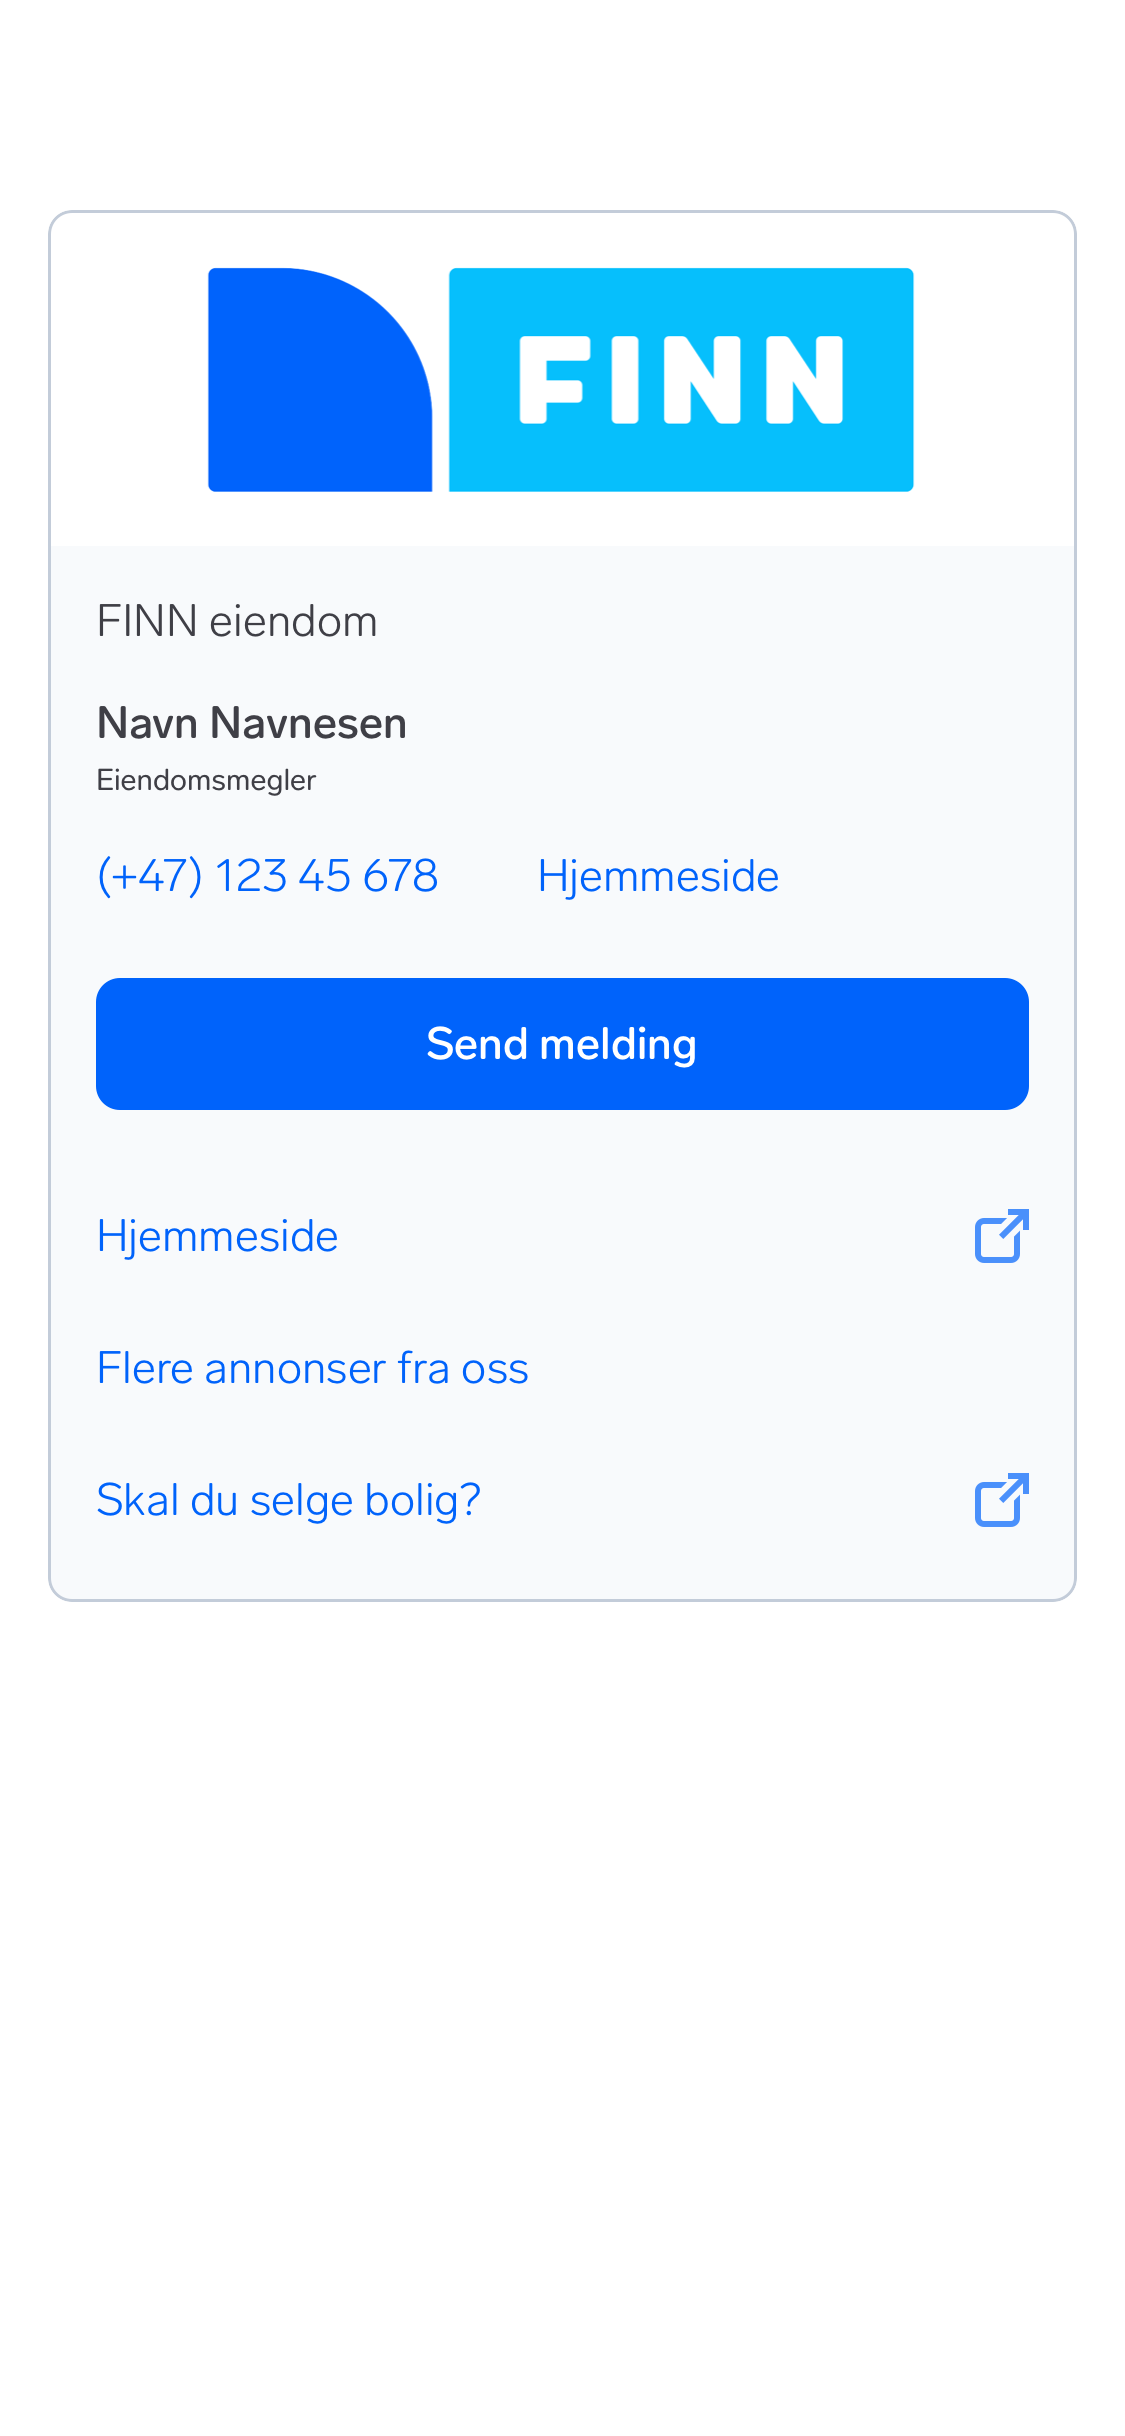 FINN
FINN eiendom
Navn Navnesen
Eiendomsmegler
(+47) 123 45 678 Hjemmeside
Send melding
Hjemmeside
Flere annonser fra oss
Skal du selge bolig?